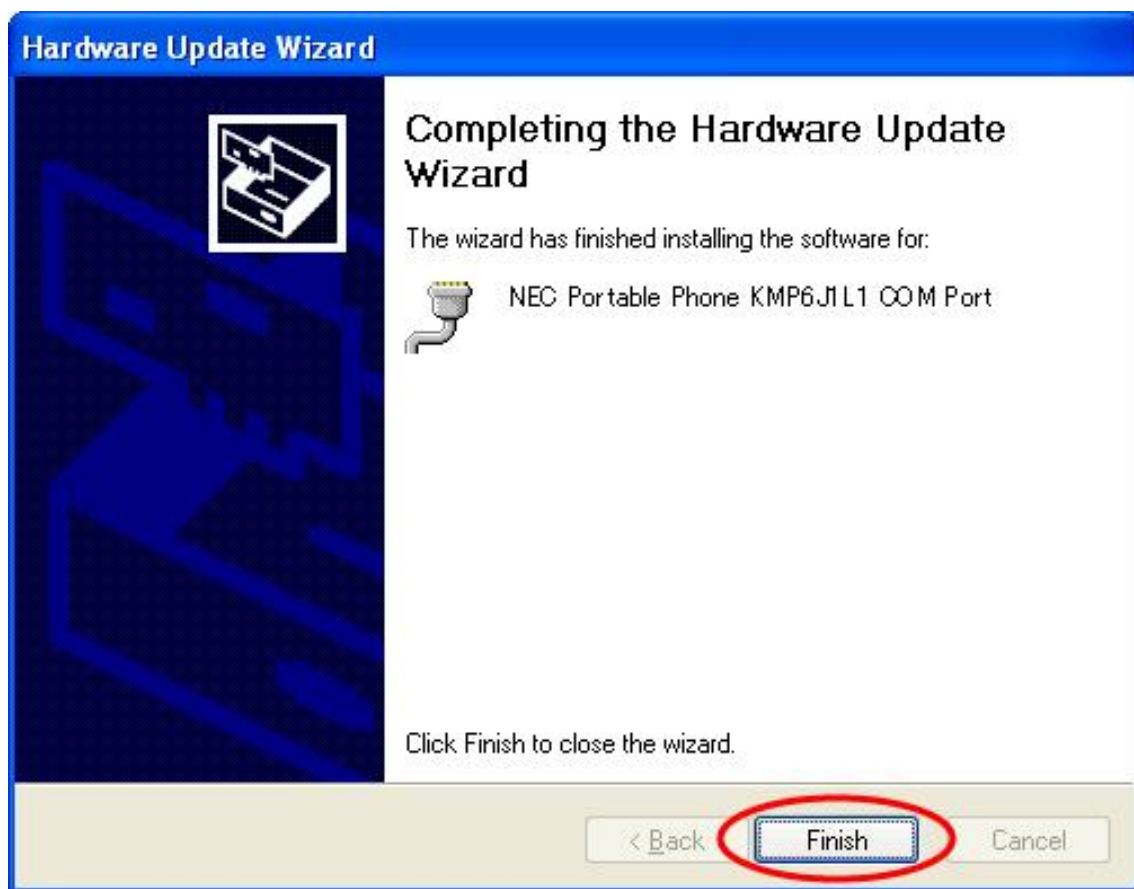 Hardware Update Wizard
Completing the Hardware Update
Wizard
The wizard has finished installing the software for:
NEC Portable Phone KMP6J1L1 COM Port
Click Finish to close the wizard.
< Back
Finish
Cancel